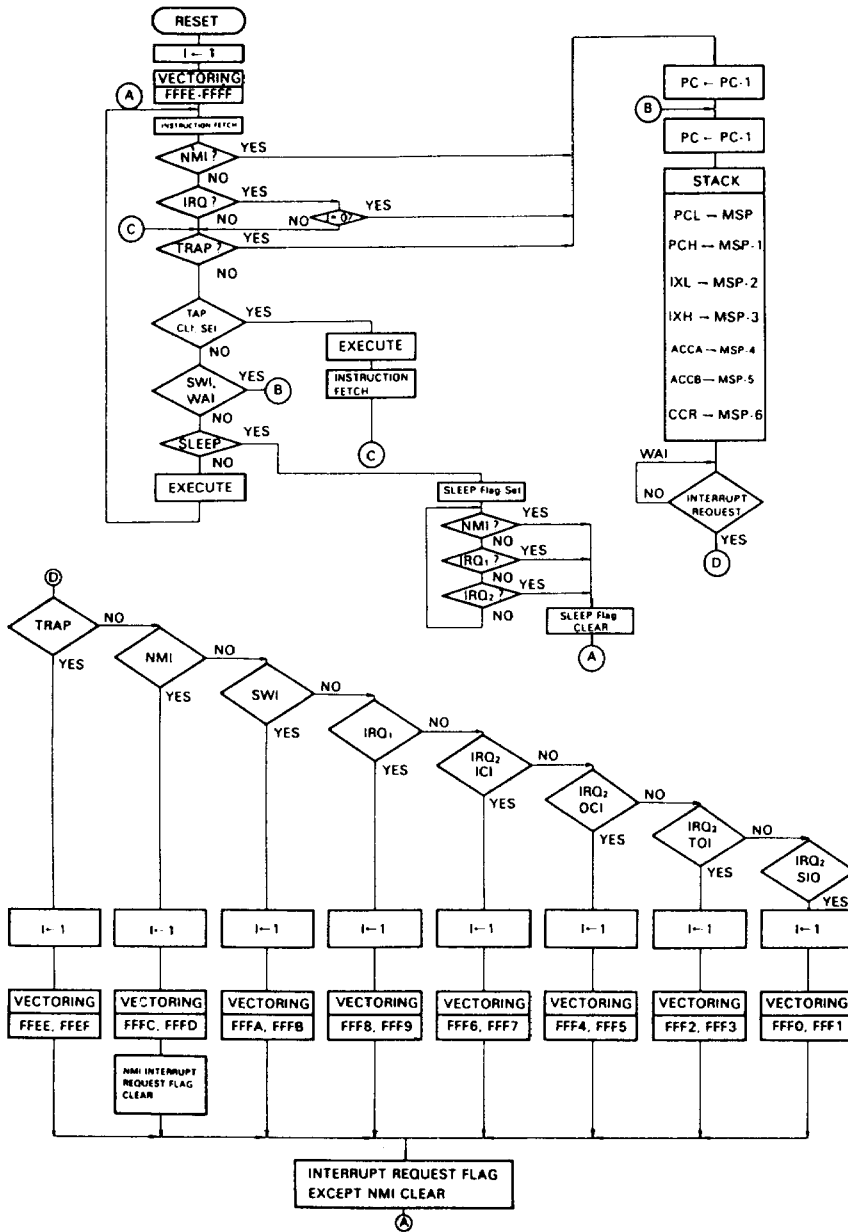 RESET
I ← 1
VECTORING
FFFE-FFFF
A
INSTRUCTION FETCH
NMI ?
YES
NO
IRQ ?
YES
NO
I = 0?
YES
NO
C
TRAP ?
YES
NO
TAP
CLI SEI
YES
NO
EXECUTE
INSTRUCTION
FETCH
C
SWI,
WAI
YES
B
NO
SLEEP
YES
NO
EXECUTE
PC ← PC-1
B
PC ← PC-1
STACK
PCL → MSP
PCH → MSP-1
IXL → MSP-2
IXH → MSP-3
ACCA → MSP-4
ACCB → MSP-5
CCR → MSP-6
WAI
NO
INTERRUPT
REQUEST
YES
D
SLEEP Flag Set
NMI ?
YES
NO
IRQ₁ ?
YES
NO
IRQ₂ ?
YES
NO
SLEEP Flag
CLEAR
A
D
TRAP
NO
YES
NMI
NO
YES
SWI
NO
YES
IRQ₁
NO
YES
IRQ₂
ICI
NO
YES
IRQ₂
OCI
NO
YES
IRQ₂
TOI
NO
YES
IRQ₂
SIO
YES
I ← 1
I ← 1
I ← 1
I ← 1
I ← 1
I ← 1
I ← 1
I ← 1
VECTORING
FFEE, FFEF
VECTORING
FFFC, FFFD
VECTORING
FFFA, FFFB
VECTORING
FFF8, FFF9
VECTORING
FFF6, FFF7
VECTORING
FFF4, FFF5
VECTORING
FFF2, FFF3
VECTORING
FFF0, FFF1
NMI INTERRUPT
REQUEST FLAG
CLEAR
INTERRUPT REQUEST FLAG
EXCEPT NMI CLEAR
A